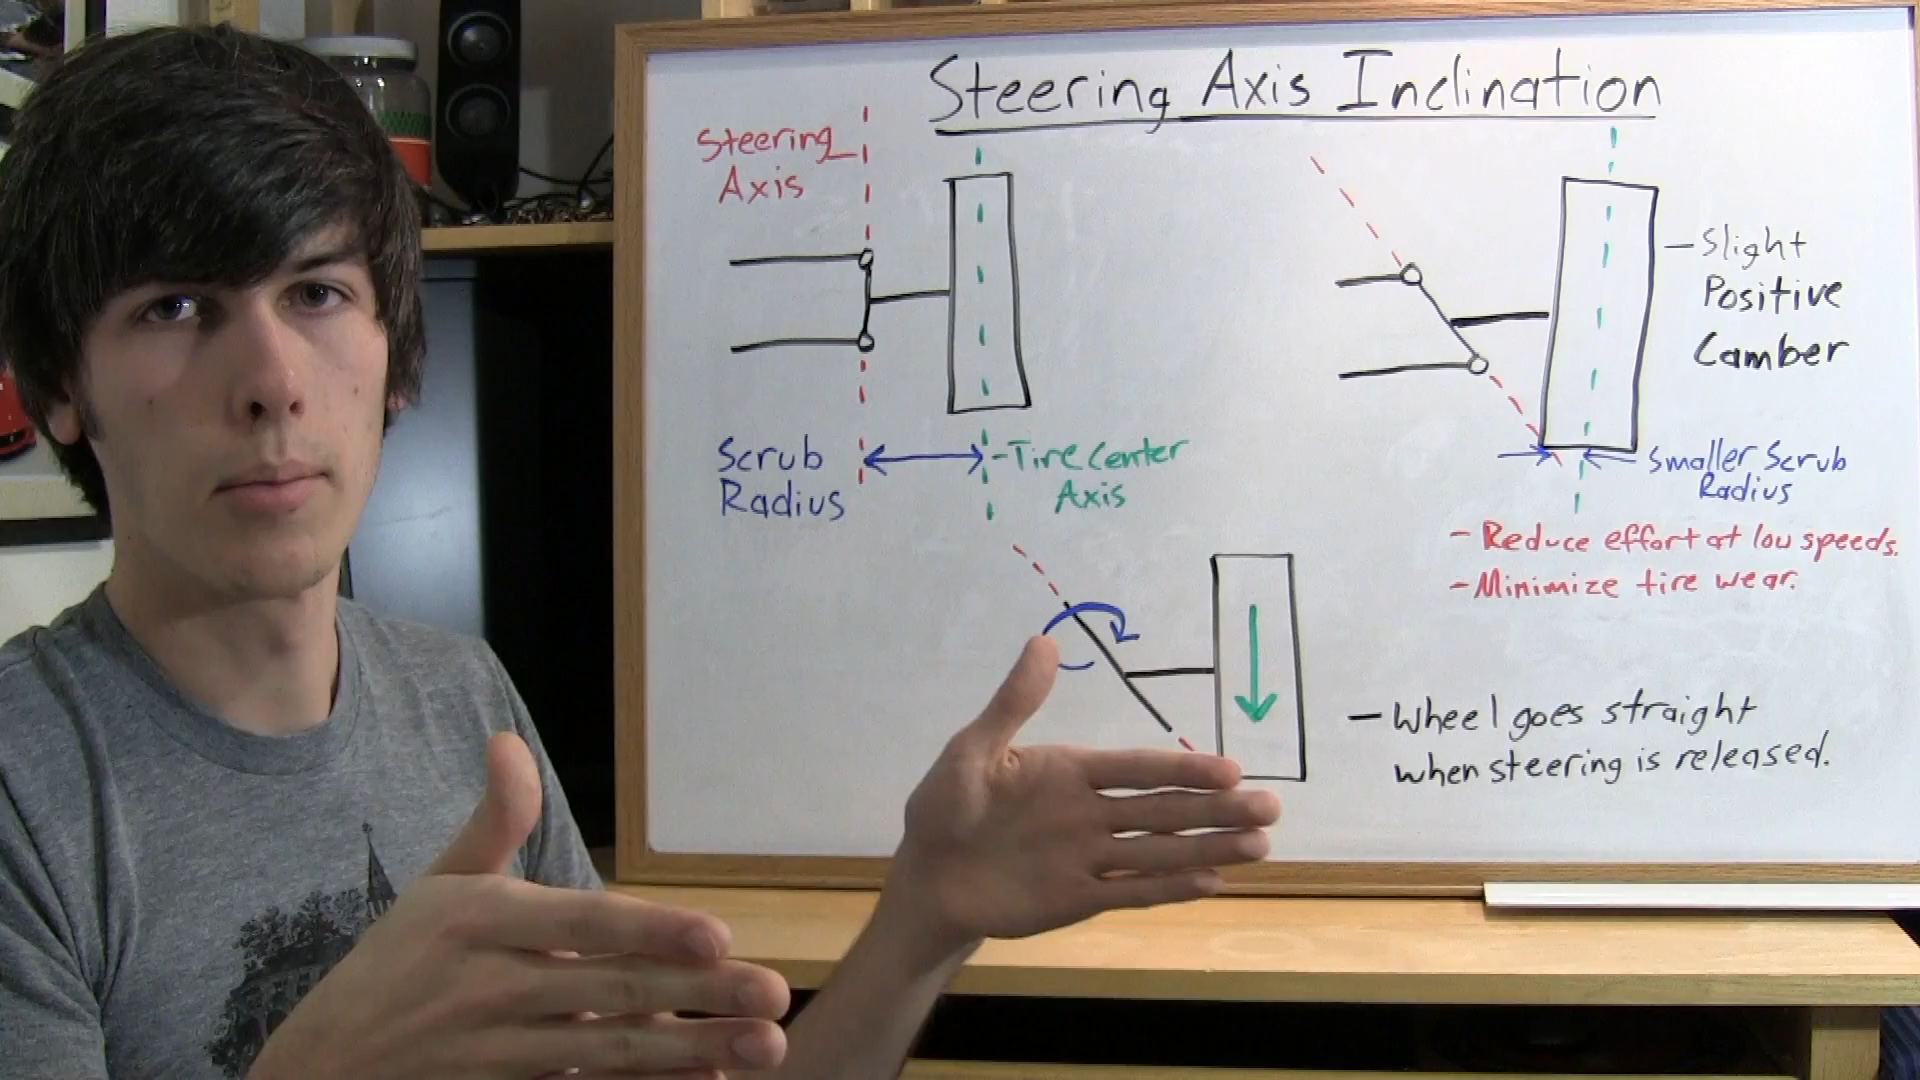 Steering Axis Inclination
Steering
Axis
Scrub
Radius
- Tire Center
Axis
- Slight
Positive
Camber
Smaller Scrub
Radius
- Reduce effort at low speeds.
- Minimize tire wear.
- Wheel goes straight
when steering is released.